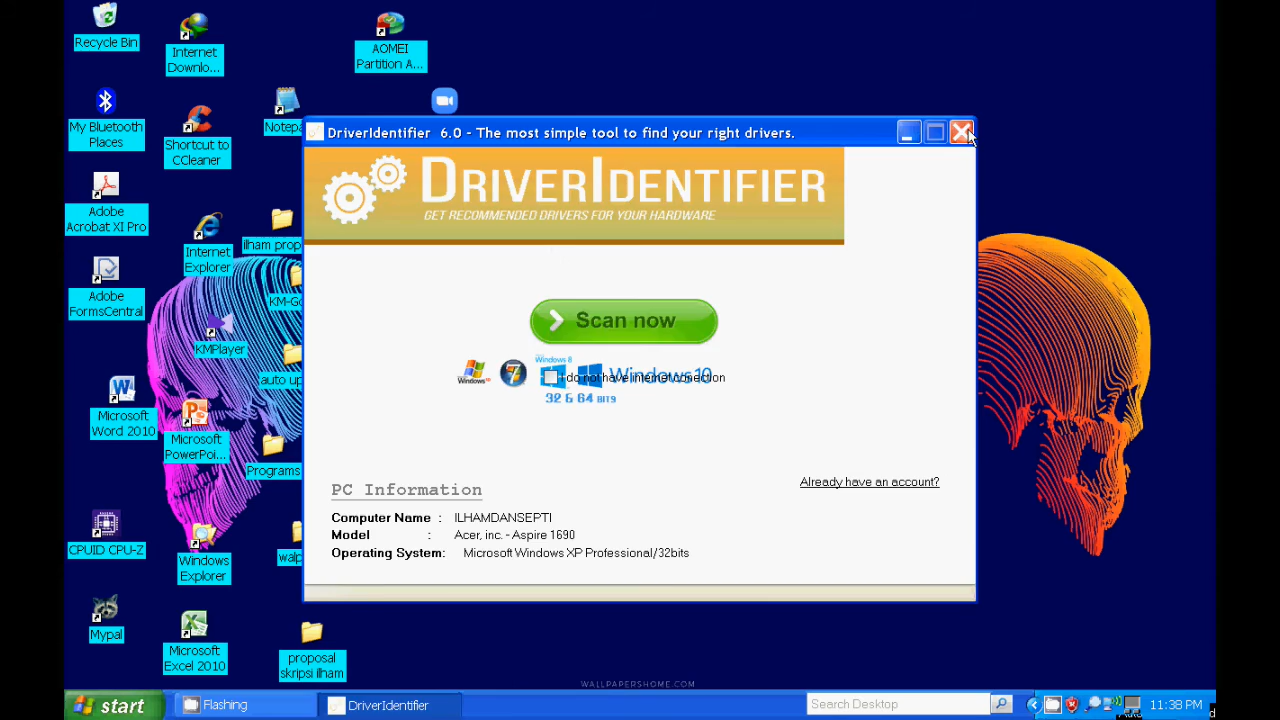 Recycle Bin
Internet
Downlo...
AOMEI
Partition A...
My Bluetooth
Places
Shortcut to
CCleaner
DriverIdentifier 6.0 - The most simple tool to find your right drivers.
DRIVERIDENTIFIER
GET RECOMMENDED DRIVERS FOR YOUR HARDWARE
Adobe
Acrobat XI Pro
Internet
Explorer
ilham prop
Adobe
FormsCentral
KM-Go
Scan now
KMPlayer
auto up
Windows 8
I do not have internet conection
Windows 10
32 & 64 BITS
Microsoft
Word 2010
Microsoft
PowerPoi...
Programs
PC Information
Already have an account?
Computer Name : ILHAMDANSEPTI
Model : Acer, inc. - Aspire 1690
Operating System: Microsoft Windows XP Professional/32bits
CPUID CPU-Z
Windows
Explorer
walp
Mypal
Microsoft
Excel 2010
proposal
skripsi ilham
WALLPAPERSHOME.COM
start
Flashing
DriverIdentifier
Search Desktop
11:38 PM